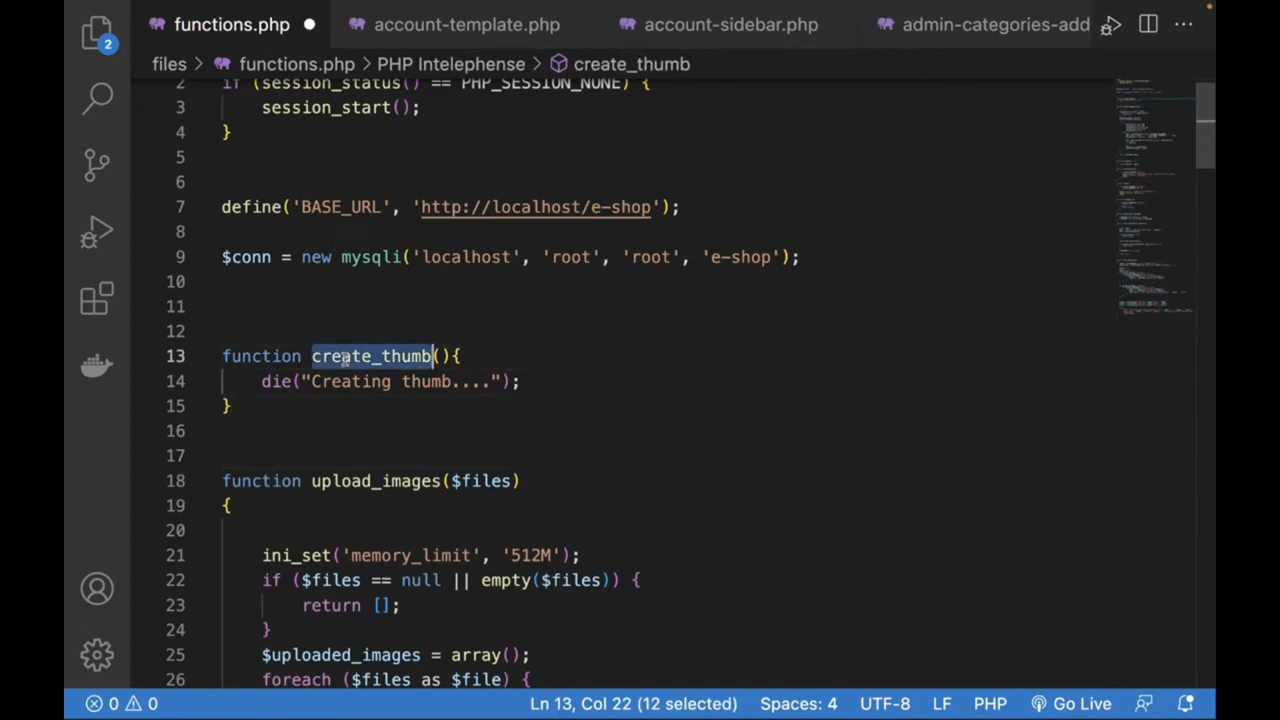 functions.php
account-template.php
account-sidebar.php
admin-categories-add
2
files > functions.php > PHP Intelephense > create_thumb
2 if (session_status() == PHP_SESSION_NONE) {
3 session_start();
4 }
5
6
7 define('BASE_URL', 'http://localhost/e-shop');
8
9 $conn = new mysqli('localhost', 'root', 'root', 'e-shop');
10
11
12
13 function create_thumb(){
14 die("Creating thumb....");
15 }
16
17
18 function upload_images($files)
19 {
20
21 ini_set('memory_limit', '512M');
22 if ($files == null || empty($files)) {
23 return [];
24 }
25 $uploaded_images = array();
26 foreach ($files as $file) {
0 0 Ln 13, Col 22 (12 selected) Spaces: 4 UTF-8 LF PHP Go Live